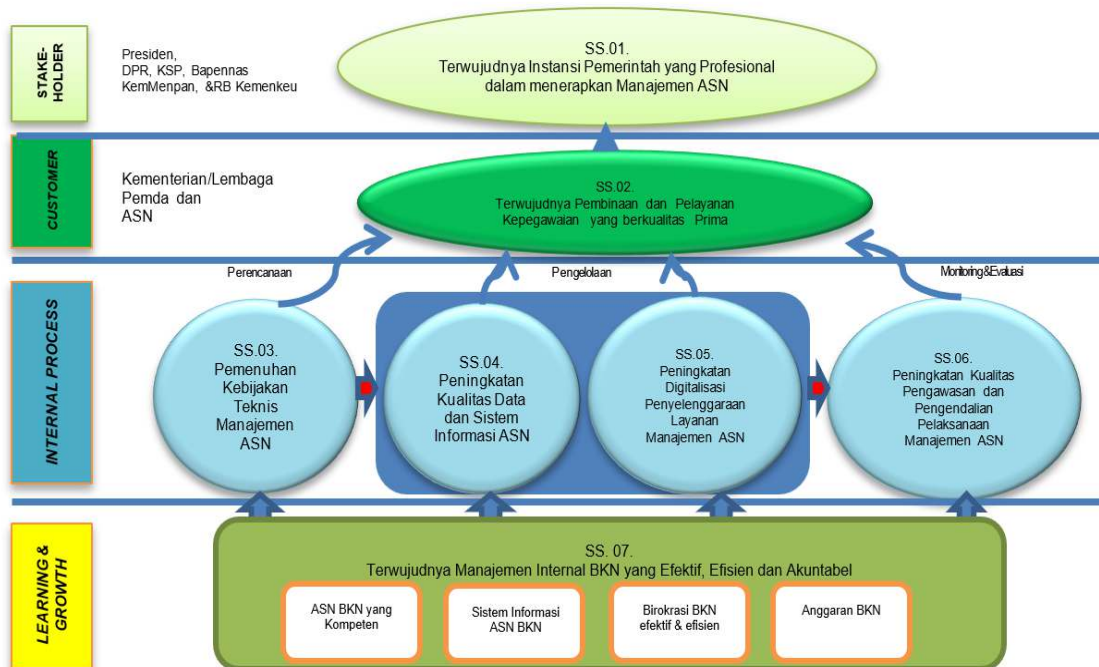 STAKE-
HOLDER
Presiden,
DPR, KSP, Bapennas
KemMenpan, &RB Kemenkeu
SS.01.
Terwujudnya Instansi Pemerintah yang Profesional
dalam menerapkan Manajemen ASN
CUSTOMER
Kementerian/Lembaga
Pemda dan
ASN
SS.02.
Terwujudnya Pembinaan dan Pelayanan
Kepegawaian yang berkualitas Prima
Perencanaan
Pengelolaan
Monitoring&Evaluasi
INTERNAL PROCESS
SS.03.
Pemenuhan
Kebijakan
Teknis
Manajemen
ASN
SS.04.
Peningkatan
Kualitas Data
dan Sistem
Informasi ASN
SS.05.
Peningkatan
Digitalisasi
Penyelenggaraan
Layanan
Manajemen ASN
SS.06.
Peningkatan Kualitas
Pengawasan dan
Pengendalian
Pelaksanaan
Manajemen ASN
LEARNING &
GROWTH
SS. 07.
Terwujudnya Manajemen Internal BKN yang Efektif, Efisien dan Akuntabel
ASN BKN yang
Kompeten
Sistem Informasi
ASN BKN
Birokrasi BKN
efektif & efisien
Anggaran BKN